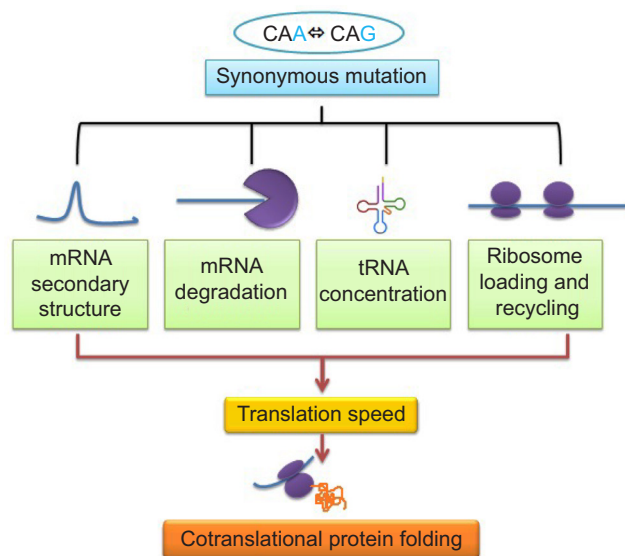 CAA⇔ CAG
Synonymous mutation
mRNA
secondary
structure
mRNA
degradation
tRNA
concentration
Ribosome
loading and
recycling
Translation speed
Cotranslational protein folding